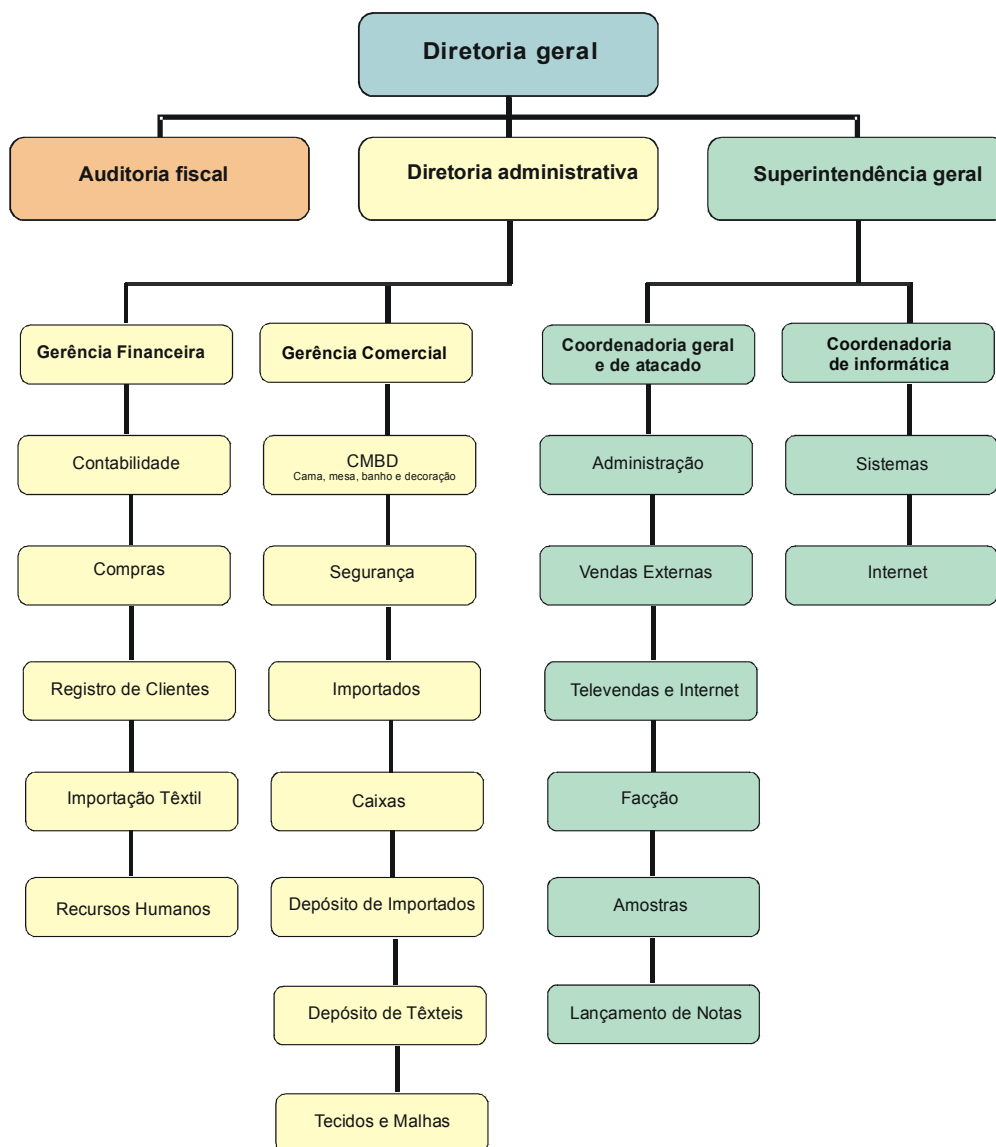 Diretoria geral
Auditoria fiscal
Diretoria administrativa
Superintendência geral
Gerência Financeira
Gerência Comercial
Coordenadoria geral
e de atacado
Coordenadoria
de informática
Contabilidade
CMBD
Cama, mesa, banho e decoração
Administração
Sistemas
Compras
Segurança
Vendas Externas
Internet
Registro de Clientes
Importados
Televendas e Internet
Importação Têxtil
Caixas
Facção
Recursos Humanos
Depósito de Importados
Amostras
Depósito de Têxteis
Lançamento de Notas
Tecidos e Malhas